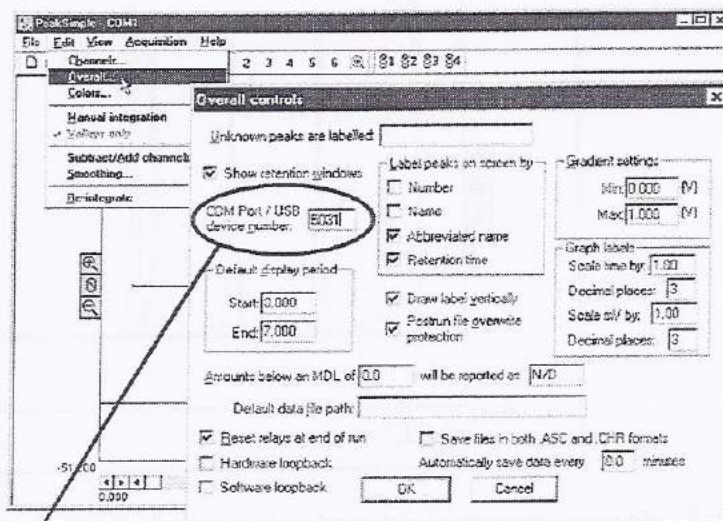 PeakSimple - COM1
File Edit View Acquisition Help
Channels...
Overall...
Colors...
Manual integration
Valleys only
Subtract/Add channels
Smoothing...
Re-integrate
2 3 4 5 6 81 82 83 84
Overall controls
Unknown peaks are labelled:
Show retention windows
COM Port / USB
device number:
Default display period
Start: 0.000
End: 7.000
Label peaks on screen by
Number
Name
Abbreviated name
Retention time
Draw label vertically
Postrun file overwrite
protection
Gradient settings
Min: 0.000 (V)
Max: 1.000 (V)
Graph labels
Scale time by: 1.00
Decimal places: 3
Scale mV by: 1.00
Decimal places: 3
Amounts below an MDL of 0.0 will be reported as N/D
Default data file path:
Reset relays at end of run
Hardware loopback
Software loopback
Save files in both .ASC and .CHR formats
Automatically save data every 0.0 minutes
OK Cancel
0.000